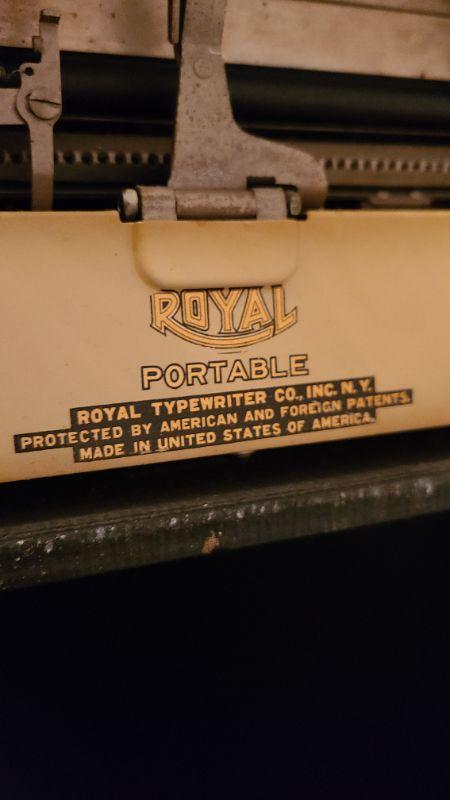 ROYAL
PORTABLE
ROYAL TYPEWRITER CO., INC. N.Y.
PROTECTED BY AMERICAN AND FOREIGN PATENTS.
MADE IN UNITED STATES OF AMERICA.